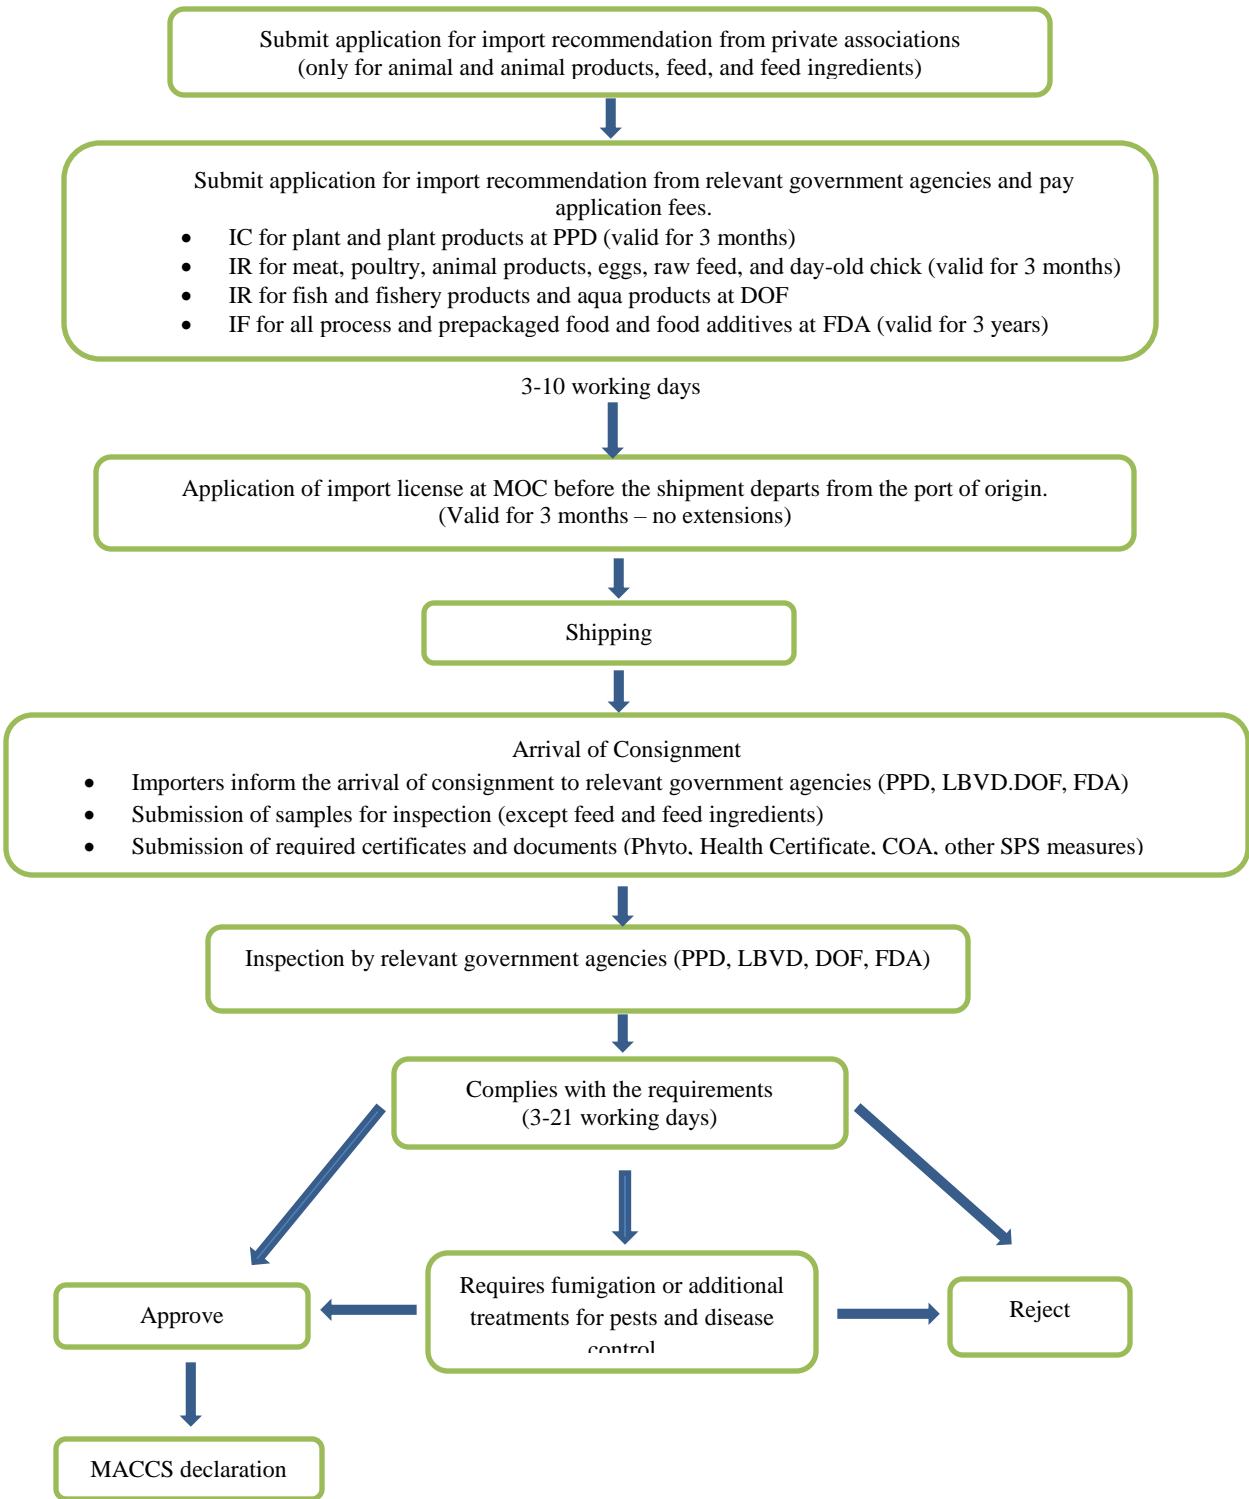 Submit application for import recommendation from private associations
(only for animal and animal products, feed, and feed ingredients)
Submit application for import recommendation from relevant government agencies and pay
application fees.
• IC for plant and plant products at PPD (valid for 3 months)
• IR for meat, poultry, animal products, eggs, raw feed, and day-old chick (valid for 3 months)
• IR for fish and fishery products and aqua products at DOF
• IF for all process and prepackaged food and food additives at FDA (valid for 3 years)
3-10 working days
Application of import license at MOC before the shipment departs from the port of origin.
(Valid for 3 months – no extensions)
Shipping
Arrival of Consignment
• Importers inform the arrival of consignment to relevant government agencies (PPD, LBVD.DOF, FDA)
• Submission of samples for inspection (except feed and feed ingredients)
• Submission of required certificates and documents (Phyto, Health Certificate, COA, other SPS measures)
Inspection by relevant government agencies (PPD, LBVD, DOF, FDA)
Complies with the requirements
(3-21 working days)
Approve
Requires fumigation or additional
treatments for pests and disease
control
Reject
MACCS declaration